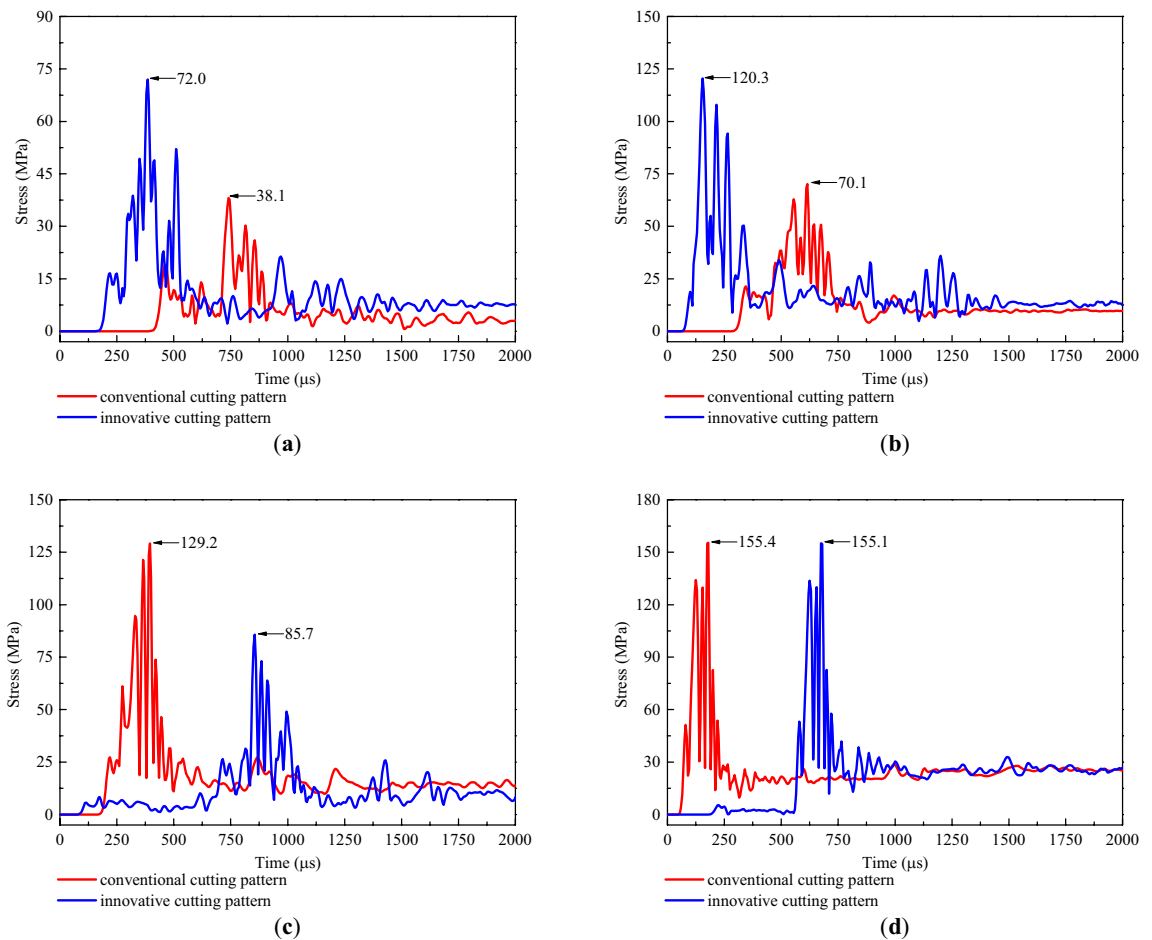 90
75
60
45
30
15
0
Stress (MPa)
72.0
38.1
0 250 500 750 1000 1250 1500 1750 2000
Time (μs)
conventional cutting pattern
innovative cutting pattern
(a)
150
125
100
75
50
25
0
Stress (MPa)
120.3
70.1
0 250 500 750 1000 1250 1500 1750 2000
Time (μs)
conventional cutting pattern
innovative cutting pattern
(b)
150
125
100
75
50
25
0
Stress (MPa)
129.2
85.7
0 250 500 750 1000 1250 1500 1750 2000
Time (μs)
conventional cutting pattern
innovative cutting pattern
(c)
180
150
120
90
60
30
0
Stress (MPa)
155.4
155.1
0 250 500 750 1000 1250 1500 1750 2000
Time (μs)
conventional cutting pattern
innovative cutting pattern
(d)